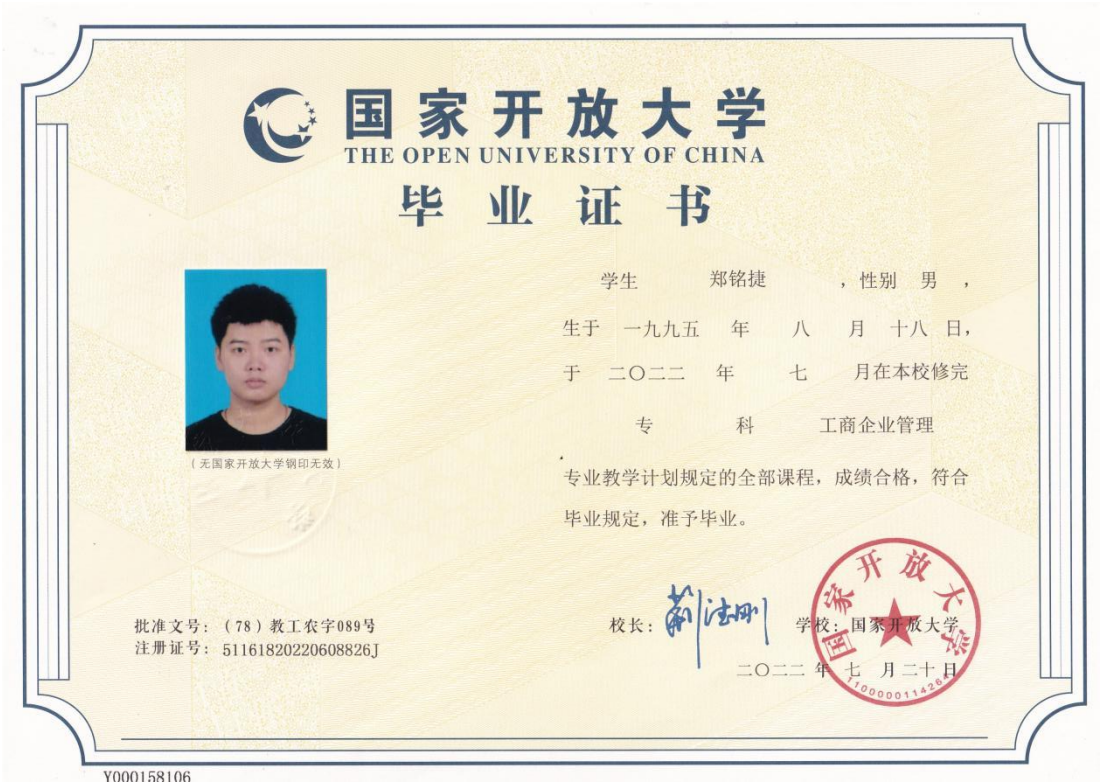 国家开放大学
THE OPEN UNIVERSITY OF CHINA
毕业证书
学生 郑铭捷 ，性别 男 ，
生于 一九九五 年 八 月 十八 日，
于 二〇二二 年 七 月在本校修完
专 科 工商企业管理
专业教学计划规定的全部课程，成绩合格，符合
毕业规定，准予毕业。
（无国家开放大学钢印无效）
批准文号：（78）教工农字089号
注册证号：51161820220608826J
校长：荆德刚
学校：国家开放大学
二〇二二 年 七 月 二十 日
国家开放大学
Y000158106